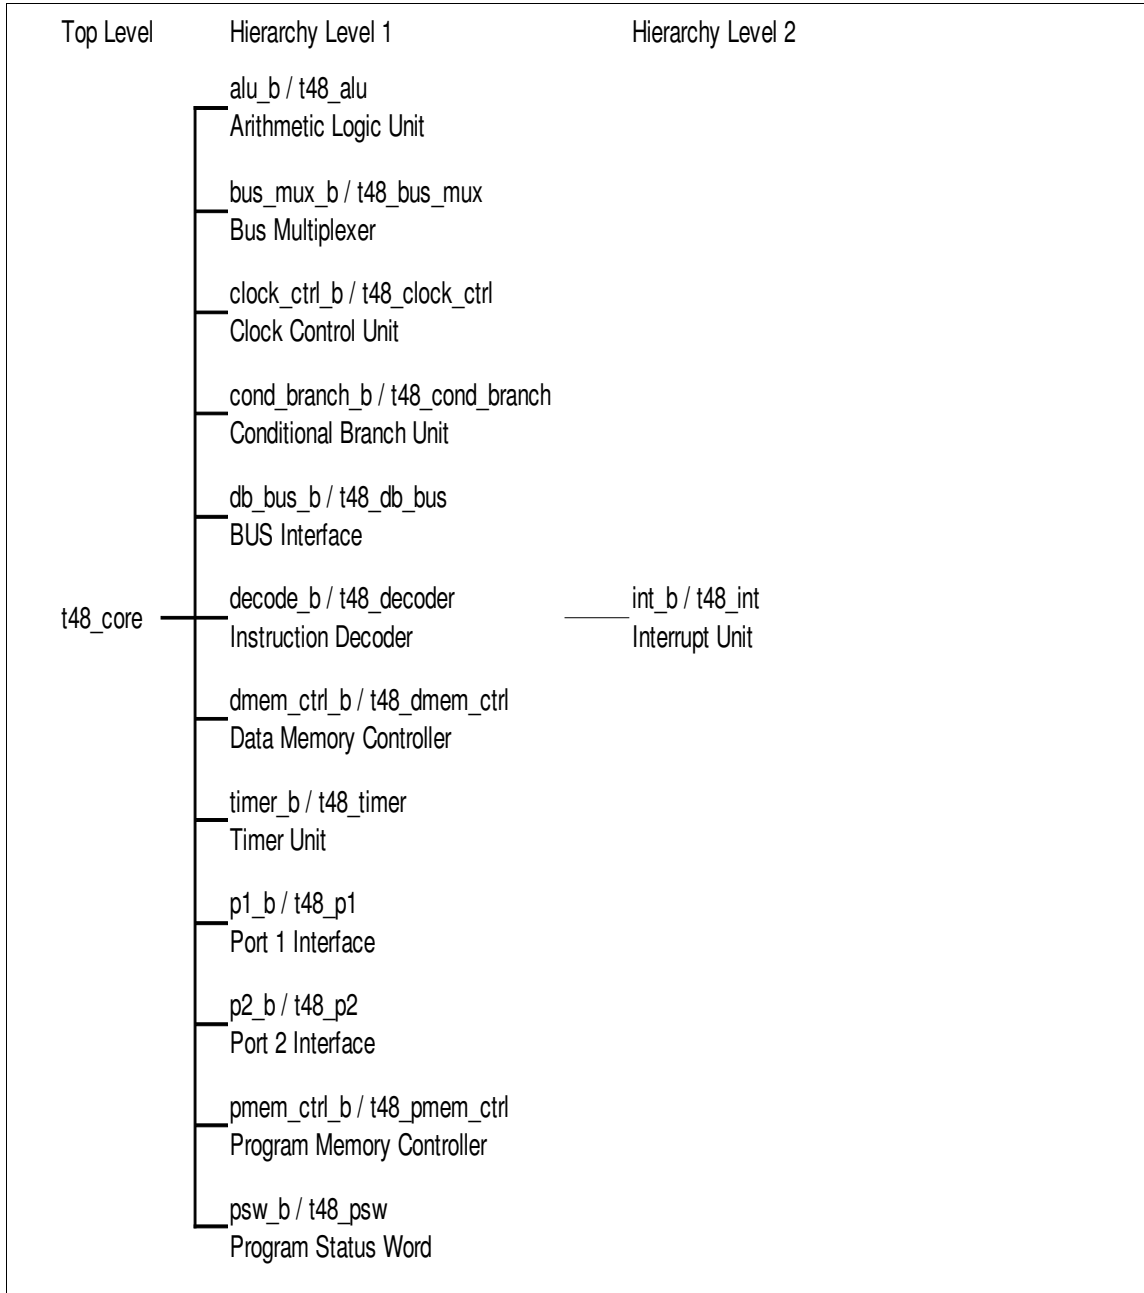 Top Level Hierarchy Level 1 Hierarchy Level 2
alu_b / t48_alu
Arithmetic Logic Unit
bus_mux_b / t48_bus_mux
Bus Multiplexer
clock_ctrl_b / t48_clock_ctrl
Clock Control Unit
cond_branch_b / t48_cond_branch
Conditional Branch Unit
db_bus_b / t48_db_bus
BUS Interface
t48_core
decode_b / t48_decoder
Instruction Decoder
int_b / t48_int
Interrupt Unit
dmem_ctrl_b / t48_dmem_ctrl
Data Memory Controller
timer_b / t48_timer
Timer Unit
p1_b / t48_p1
Port 1 Interface
p2_b / t48_p2
Port 2 Interface
pmem_ctrl_b / t48_pmem_ctrl
Program Memory Controller
psw_b / t48_psw
Program Status Word